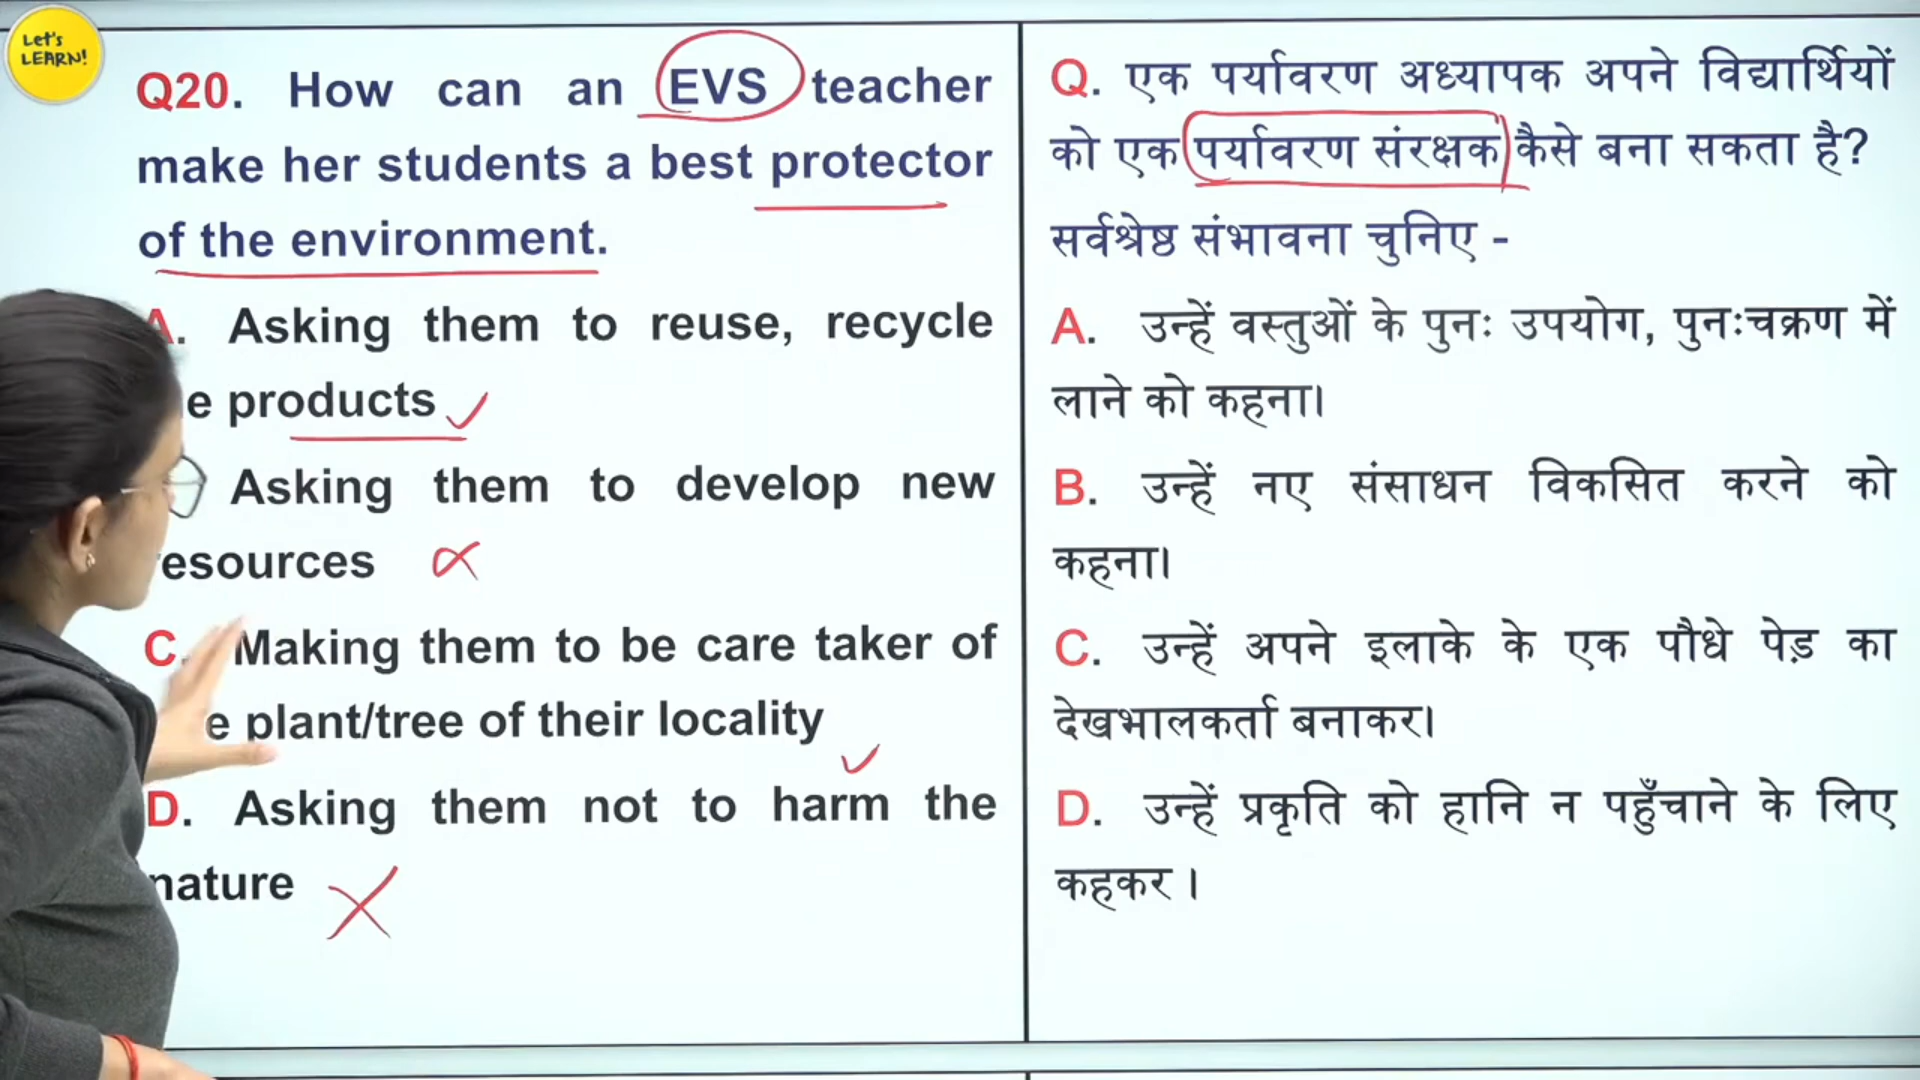 Let's
LEARN!
Q20. How can an EVS teacher
make her students a best protector
of the environment.
A. Asking them to reuse, recycle
products
Asking them to develop new
resources
C. Making them to be care taker of
plant/tree of their locality
D. Asking them not to harm the
nature
Q. एक पर्यावरण अध्यापक अपने विद्यार्थियों
को एक पर्यावरण संरक्षक कैसे बना सकता है?
सर्वश्रेष्ठ संभावना चुनिए -
A. उन्हें वस्तुओं के पुनः उपयोग, पुनःचक्रण में
लाने को कहना।
B. उन्हें नए संसाधन विकसित करने को
कहना।
C. उन्हें अपने इलाके के एक पौधे पेड़ का
देखभालकर्ता बनाकर।
D. उन्हें प्रकृति को हानि न पहुँचाने के लिए
कहकर ।